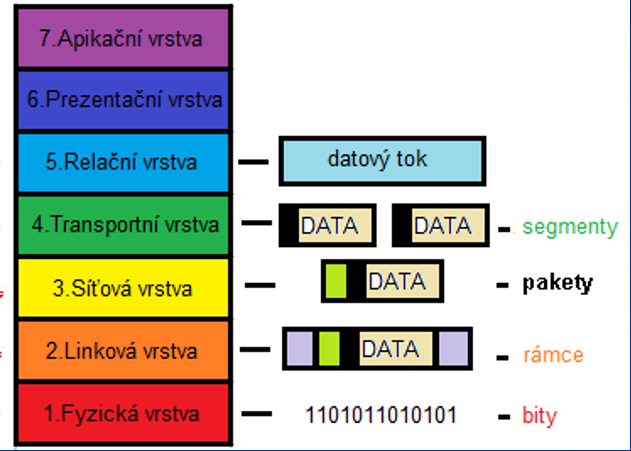 7.Apikační vrstva
6.Prezentační vrstva
5.Relační vrstva
datový tok
4.Transportní vrstva
DATA
DATA
segmenty
3.Síťová vrstva
DATA
pakety
2.Linková vrstva
DATA
rámce
1.Fyzická vrstva
1101011010101
bity